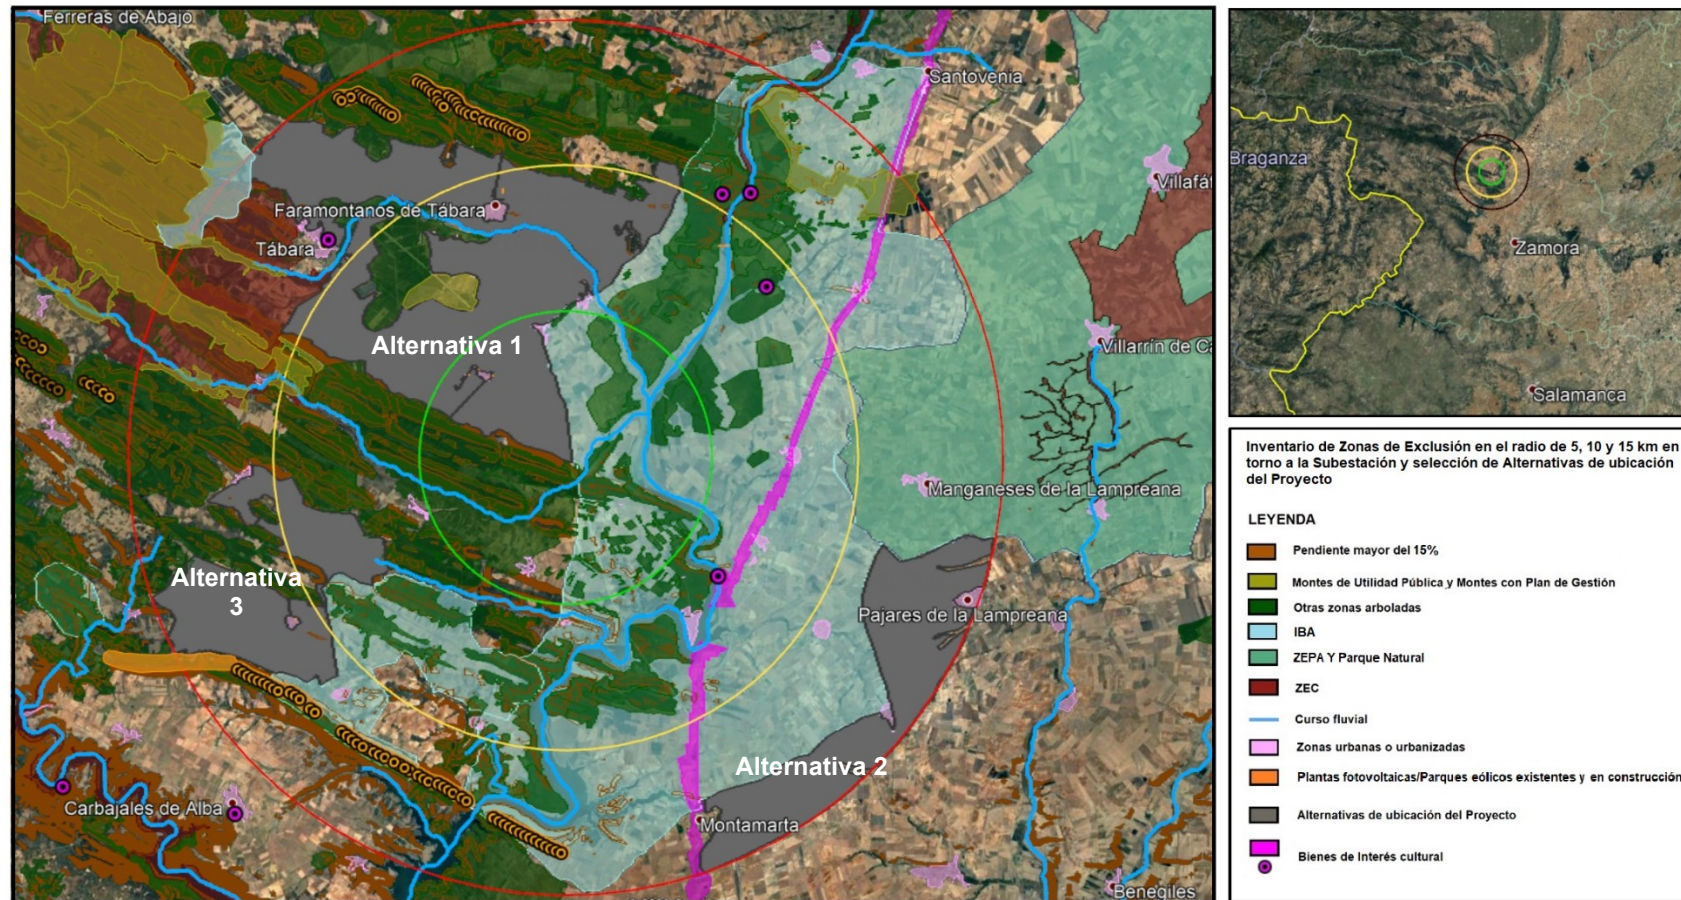 Ferreras de Abajo
Santovenia
Villafáf
Faramontanos de Tábara
Tábara
Alternativa 1
Villarrín de Ca
Manganeses de la Lampreana
Alternativa
3
Pajares de la Lampreana
Alternativa 2
Carbajales de Alba
Montamarta
Benegiles
Braganza
Zamora
Salamanca
Inventario de Zonas de Exclusión en el radio de 5, 10 y 15 km en
torno a la Subestación y selección de Alternativas de ubicación
del Proyecto
LEYENDA
Pendiente mayor del 15%
Montes de Utilidad Pública y Montes con Plan de Gestión
Otras zonas arboladas
IBA
ZEPA Y Parque Natural
ZEC
Curso fluvial
Zonas urbanas o urbanizadas
Plantas fotovoltaicas/Parques eólicos existentes y en construcción
Alternativas de ubicación del Proyecto
Bienes de Interés cultural